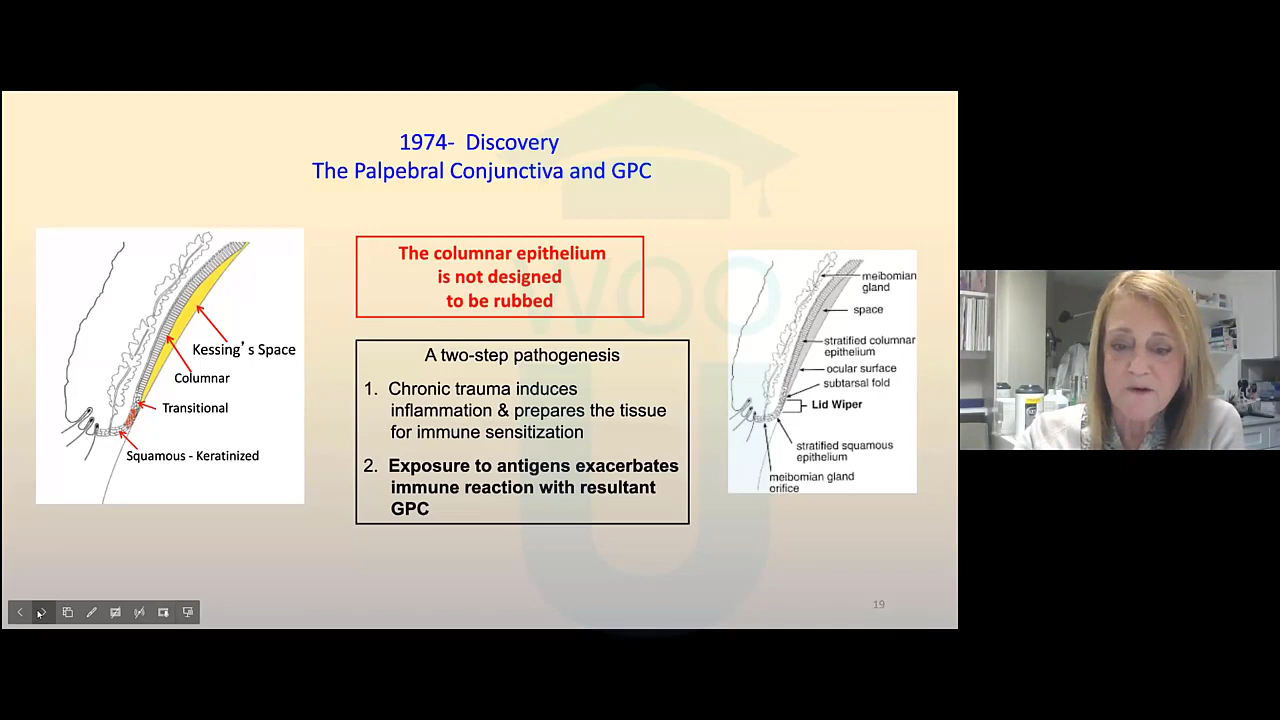 1974- Discovery
The Palpebral Conjunctiva and GPC
Kessing's Space
Columnar
Transitional
Squamous - Keratinized
The columnar epithelium
is not designed
to be rubbed
A two-step pathogenesis
1. Chronic trauma induces
inflammation & prepares the tissue
for immune sensitization
2. Exposure to antigens exacerbates
immune reaction with resultant
GPC
meibomian
gland
space
stratified columnar
epithelium
ocular surface
subtarsal fold
Lid Wiper
stratified squamous
epithelium
meibomian gland
orifice
WOO
U
19